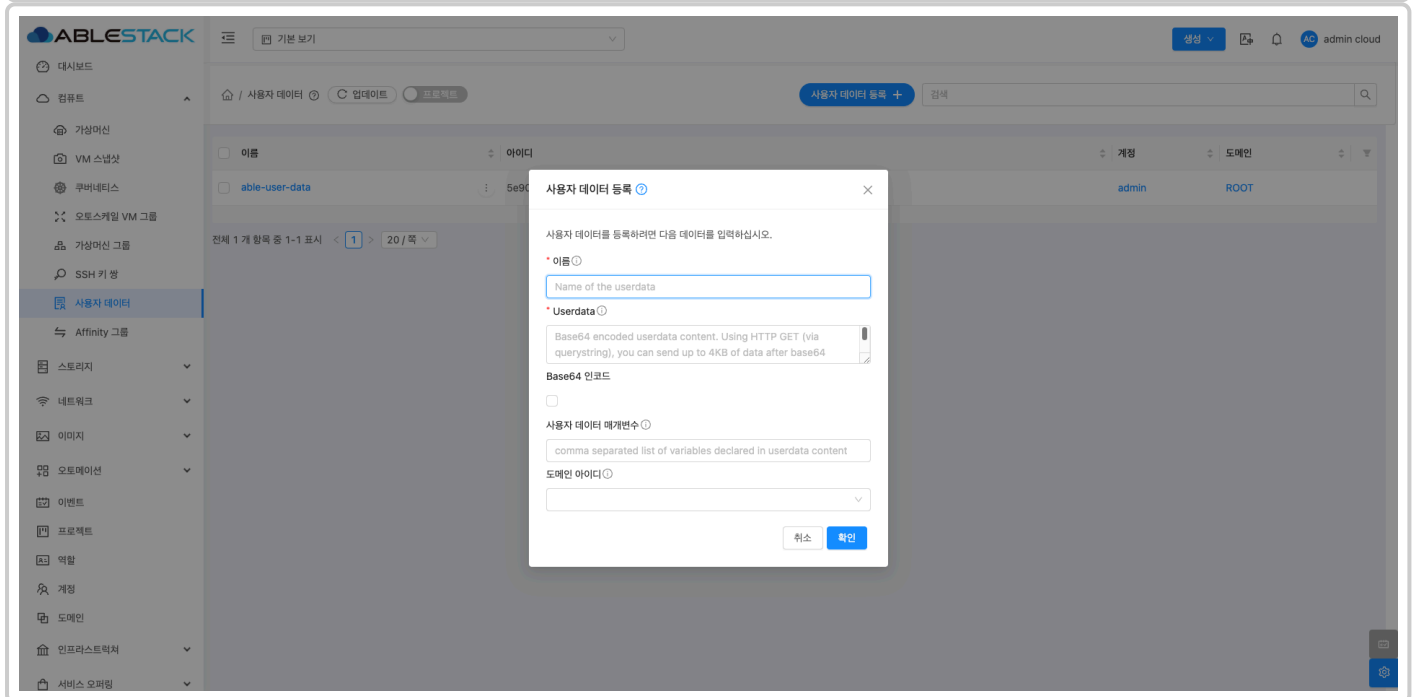 ABLESTACK
기본 보기
생성
AC
admin cloud
대시보드
컴퓨트
가상머신
VM 스냅샷
쿠버네티스
오토스케일 VM 그룹
가상머신 그룹
SSH 키 쌍
사용자 데이터
Affinity 그룹
스토리지
네트워크
이미지
오토메이션
이벤트
프로젝트
역할
계정
도메인
인프라스트럭쳐
서비스 오퍼링
/ 사용자 데이터
업데이트
프로젝트
사용자 데이터 등록 +
검색
이름
아이디
계정
도메인
able-user-data
5e90
admin
ROOT
전체 1 개 항목 중 1-1 표시 < 1 > 20 / 쪽
사용자 데이터 등록
사용자 데이터를 등록하려면 다음 데이터를 입력하십시오.
* 이름
Name of the userdata
* Userdata
Base64 encoded userdata content. Using HTTP GET (via
querystring), you can send up to 4KB of data after base64
Base64 인코드
사용자 데이터 매개변수
comma separated list of variables declared in userdata content
도메인 아이디
취소
확인